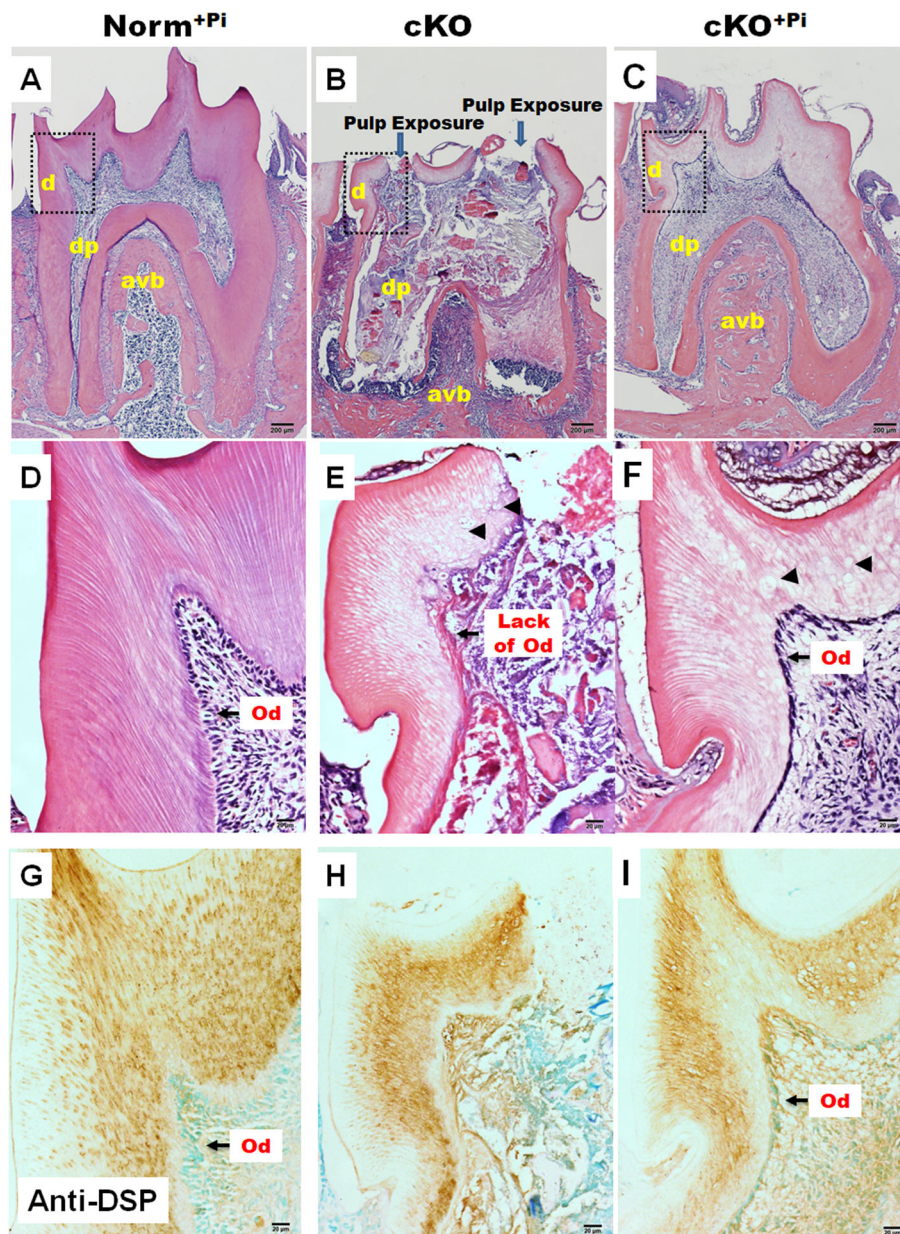 Norm+Pi cKO cKO+Pi
A B C
Pulp Exposure
Pulp Exposure
d d d
dp dp dp
avb avb avb
200 µm 200 µm 200 µm
D E F
Lack
of Od
Od Od
20 µm 20 µm 20 µm
G H I
Od Od
Anti-DSP
20 µm 20 µm 20 µm